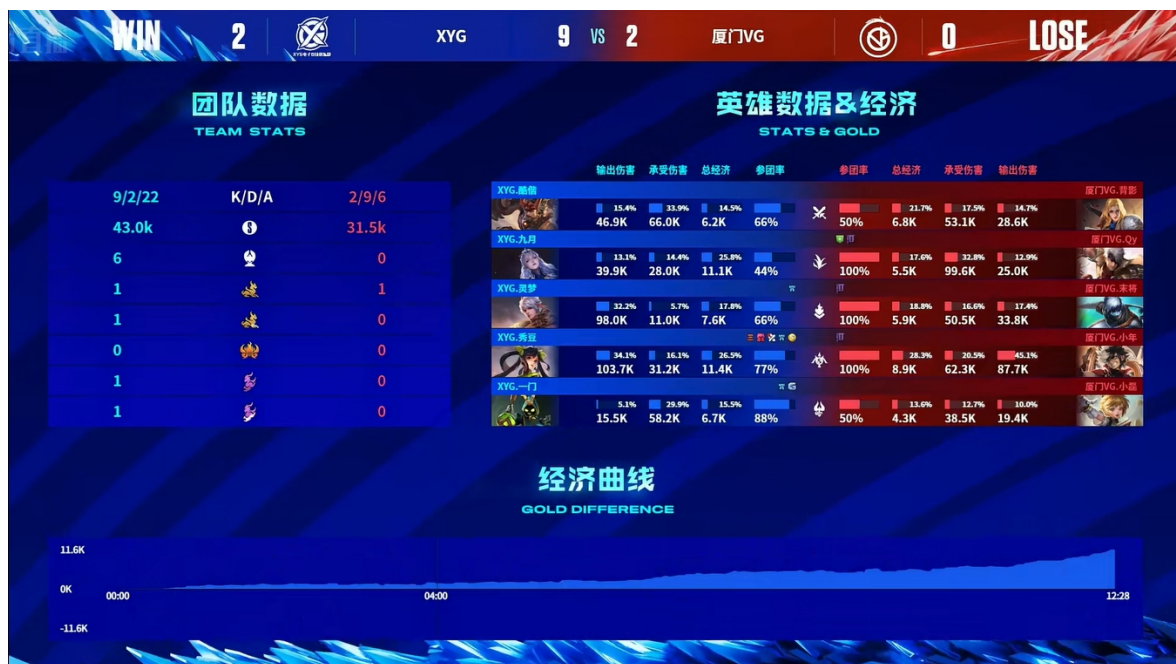 直播
WIN 2 XYG 9 VS 2 厦门VG 0 LOSE
团队数据
TEAM STATS
英雄数据&经济
STATS & GOLD
输出伤害 承受伤害 总经济 参团率 参团率 总经济 承受伤害 输出伤害
9/2/22 K/D/A 2/9/6
43.0k 31.5k
6 0
1 1
1 0
0 0
1 0
1 0
XYG.酷偕 厦门VG.背影
15.4% 33.9% 14.5% 21.7% 17.5% 14.7%
46.9K 66.0K 6.2K 66% 50% 6.8K 53.1K 28.6K
XYG.九月 厦门VG.Qy
13.1% 14.4% 25.8% 17.6% 32.8% 12.9%
39.9K 28.0K 11.1K 44% 100% 5.5K 99.6K 25.0K
XYG.灵梦 厦门VG.末将
32.2% 5.7% 17.8% 18.8% 16.6% 17.4%
98.0K 11.0K 7.6K 66% 100% 5.9K 50.5K 33.8K
XYG.秀豆 厦门VG.小年
34.1% 16.1% 26.5% 28.3% 20.5% 45.1%
103.7K 31.2K 11.4K 77% 100% 8.9K 62.3K 87.7K
XYG.一门 厦门VG.小磊
5.1% 29.9% 15.5% 13.6% 12.7% 10.0%
15.5K 58.2K 6.7K 88% 50% 4.3K 38.5K 19.4K
经济曲线
GOLD DIFFERENCE
11.6K
0K
00:00 04:00 12:28
-11.6K